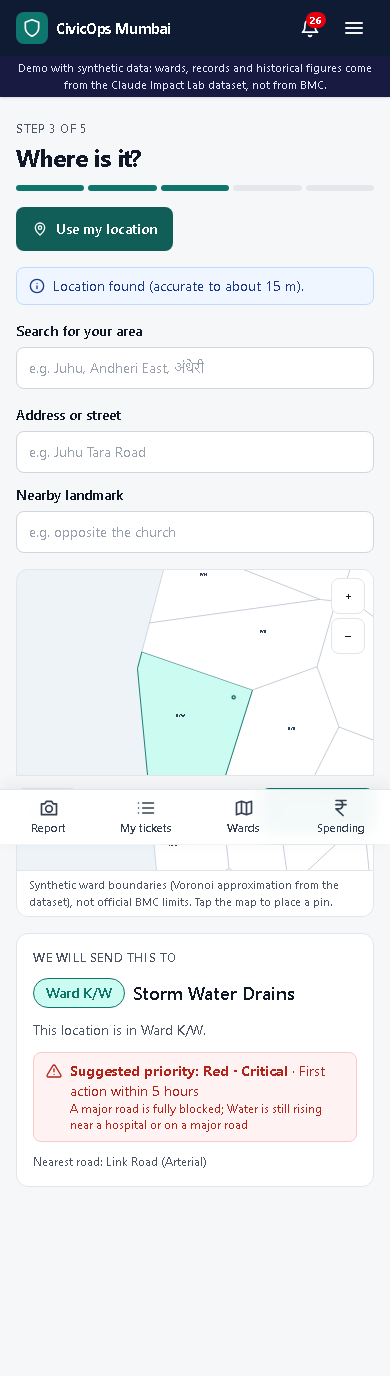 CivicOps Mumbai
26
Demo with synthetic data: wards, records and historical figures come
from the Claude Impact Lab dataset, not from BMC.
STEP 3 OF 5
Where is it?
Use my location
Location found (accurate to about 15 m).
Search for your area
e.g. Juhu, Andheri East, अंधेरी
Address or street
e.g. Juhu Tara Road
Nearby landmark
e.g. opposite the church
+
−
K/W
Report
My tickets
Wards
Spending
Synthetic ward boundaries (Voronoi approximation from the
dataset), not official BMC limits. Tap the map to place a pin.
WE WILL SEND THIS TO
Ward K/W
Storm Water Drains
This location is in Ward K/W.
Suggested priority: Red - Critical · First
action within 5 hours
A major road is fully blocked; Water is still rising
near a hospital or on a major road
Nearest road: Link Road (Arterial)